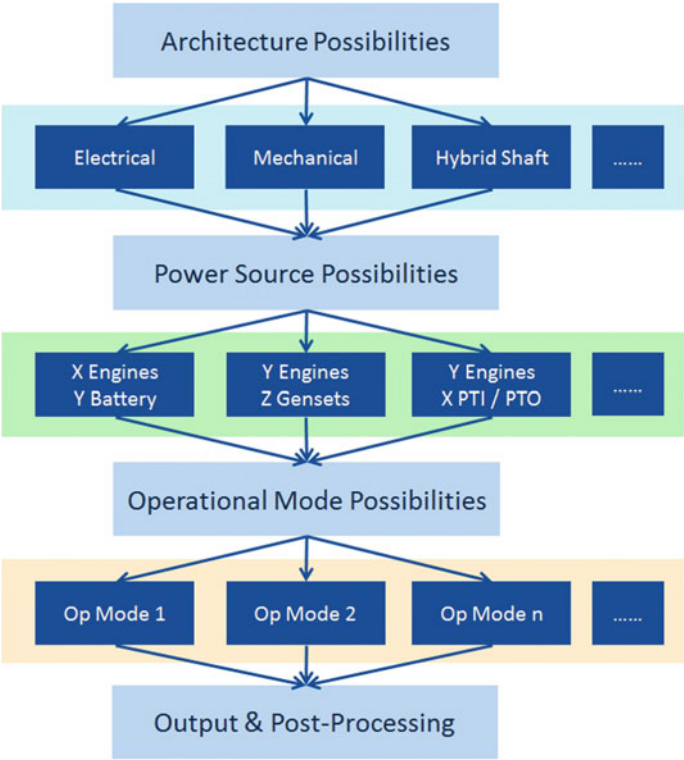 Architecture Possibilities
Electrical
Mechanical
Hybrid Shaft
......
Power Source Possibilities
X Engines
Y Battery
Y Engines
Z Gensets
Y Engines
X PTI / PTO
......
Operational Mode Possibilities
Op Mode 1
Op Mode 2
Op Mode n
......
Output & Post-Processing